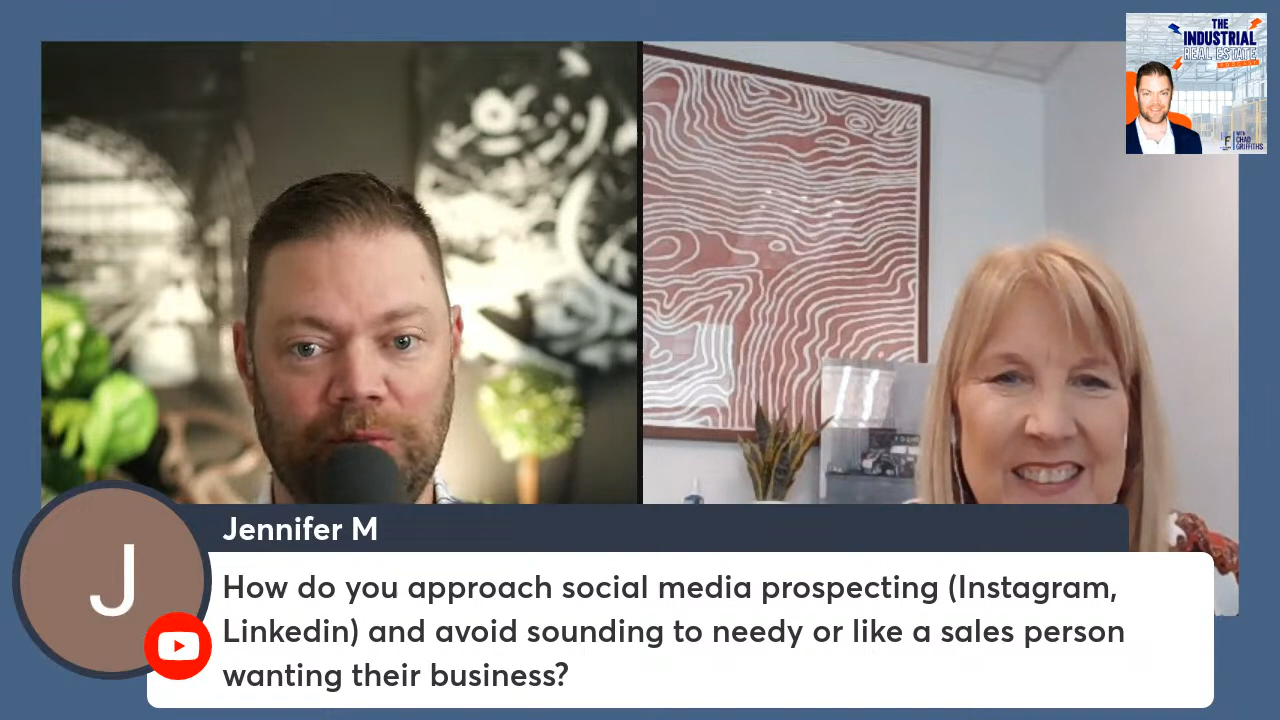 THE
INDUSTRIAL
REAL ESTATE
PODCAST
WITH
CHAD
GRIFFITHS
Jennifer M
J
How do you approach social media prospecting (Instagram,
Linkedin) and avoid sounding to needy or like a sales person
wanting their business?